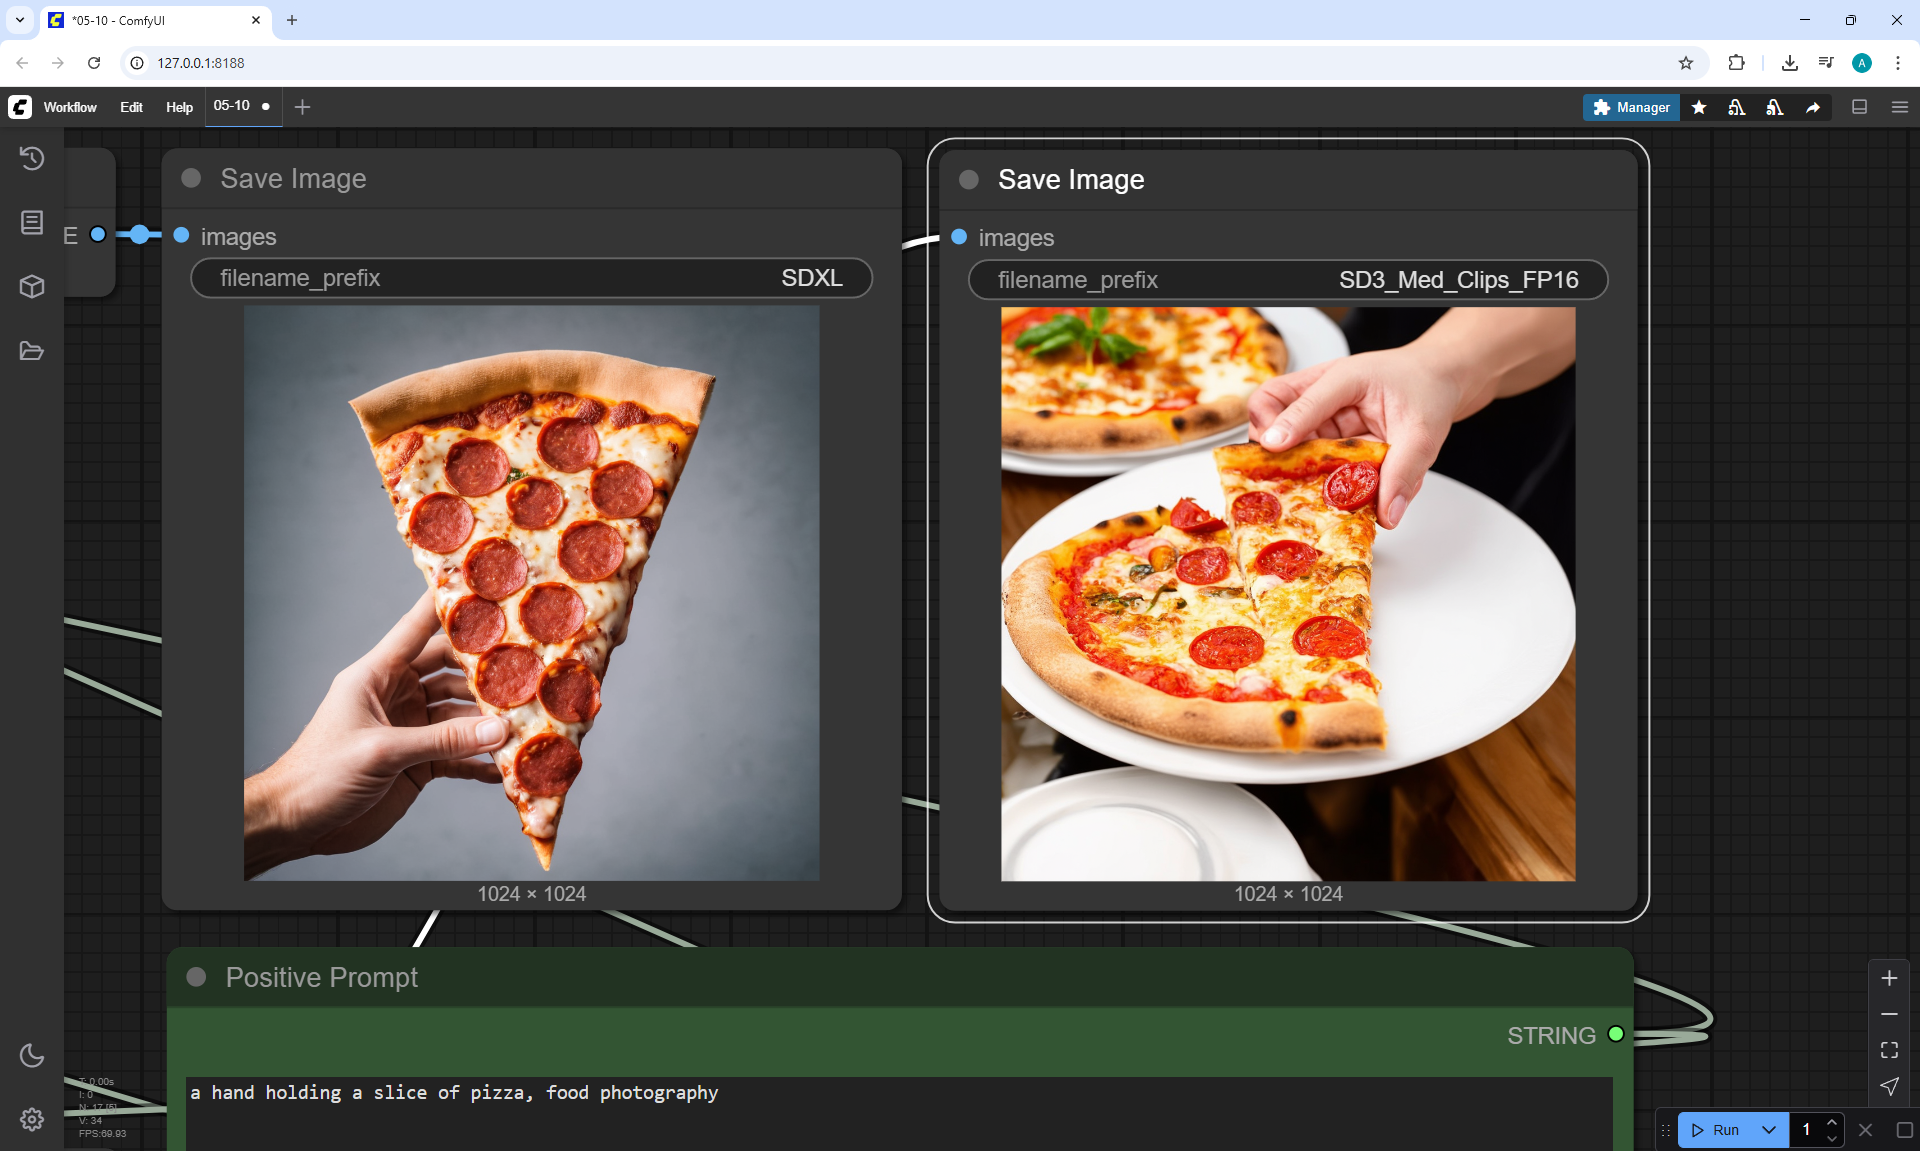 *05-10 - ComfyUI
127.0.0.1:8188
A
Workflow
Edit
Help
05-10
Manager
E
Save Image
images
filename_prefix
SDXL
1024 × 1024
Save Image
images
filename_prefix
SD3_Med_Clips_FP16
1024 × 1024
Positive Prompt
STRING
a hand holding a slice of pizza, food photography
T: 0.00s
I: 0
N: 17 [5]
V: 34
FPS:69.93
Run
1